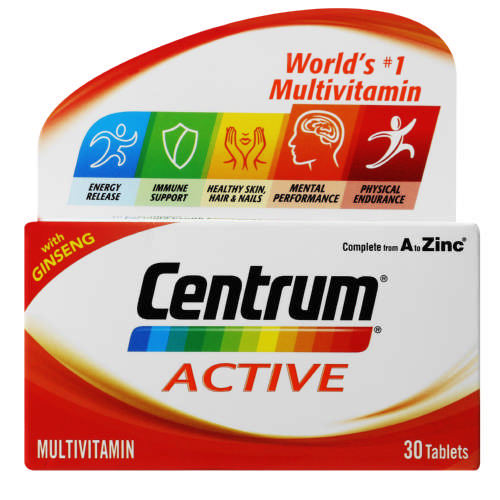 World's #1
Multivitamin
ENERGY
RELEASE
IMMUNE
SUPPORT
HEALTHY SKIN,
HAIR & NAILS
MENTAL
PERFORMANCE
PHYSICAL
ENDURANCE
with
GINSENG
Complete from A to Zinc®
Centrum®
®
ACTIVE
MULTIVITAMIN
30 Tablets